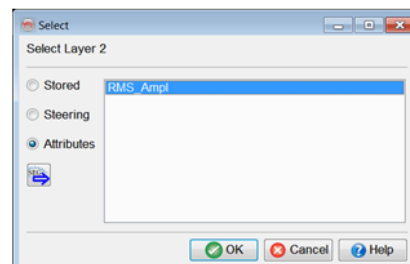 Select
Select Layer 2
Stored
RMS_Ampl
Steering
Attributes
OK Cancel Help